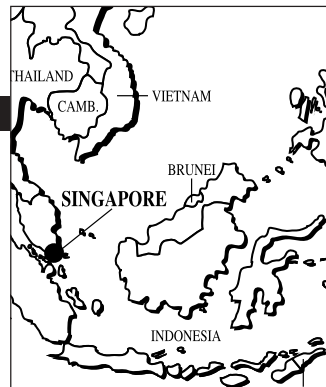 THAILAND
CAMB.
VIETNAM
BRUNEI
SINGAPORE
INDONESIA